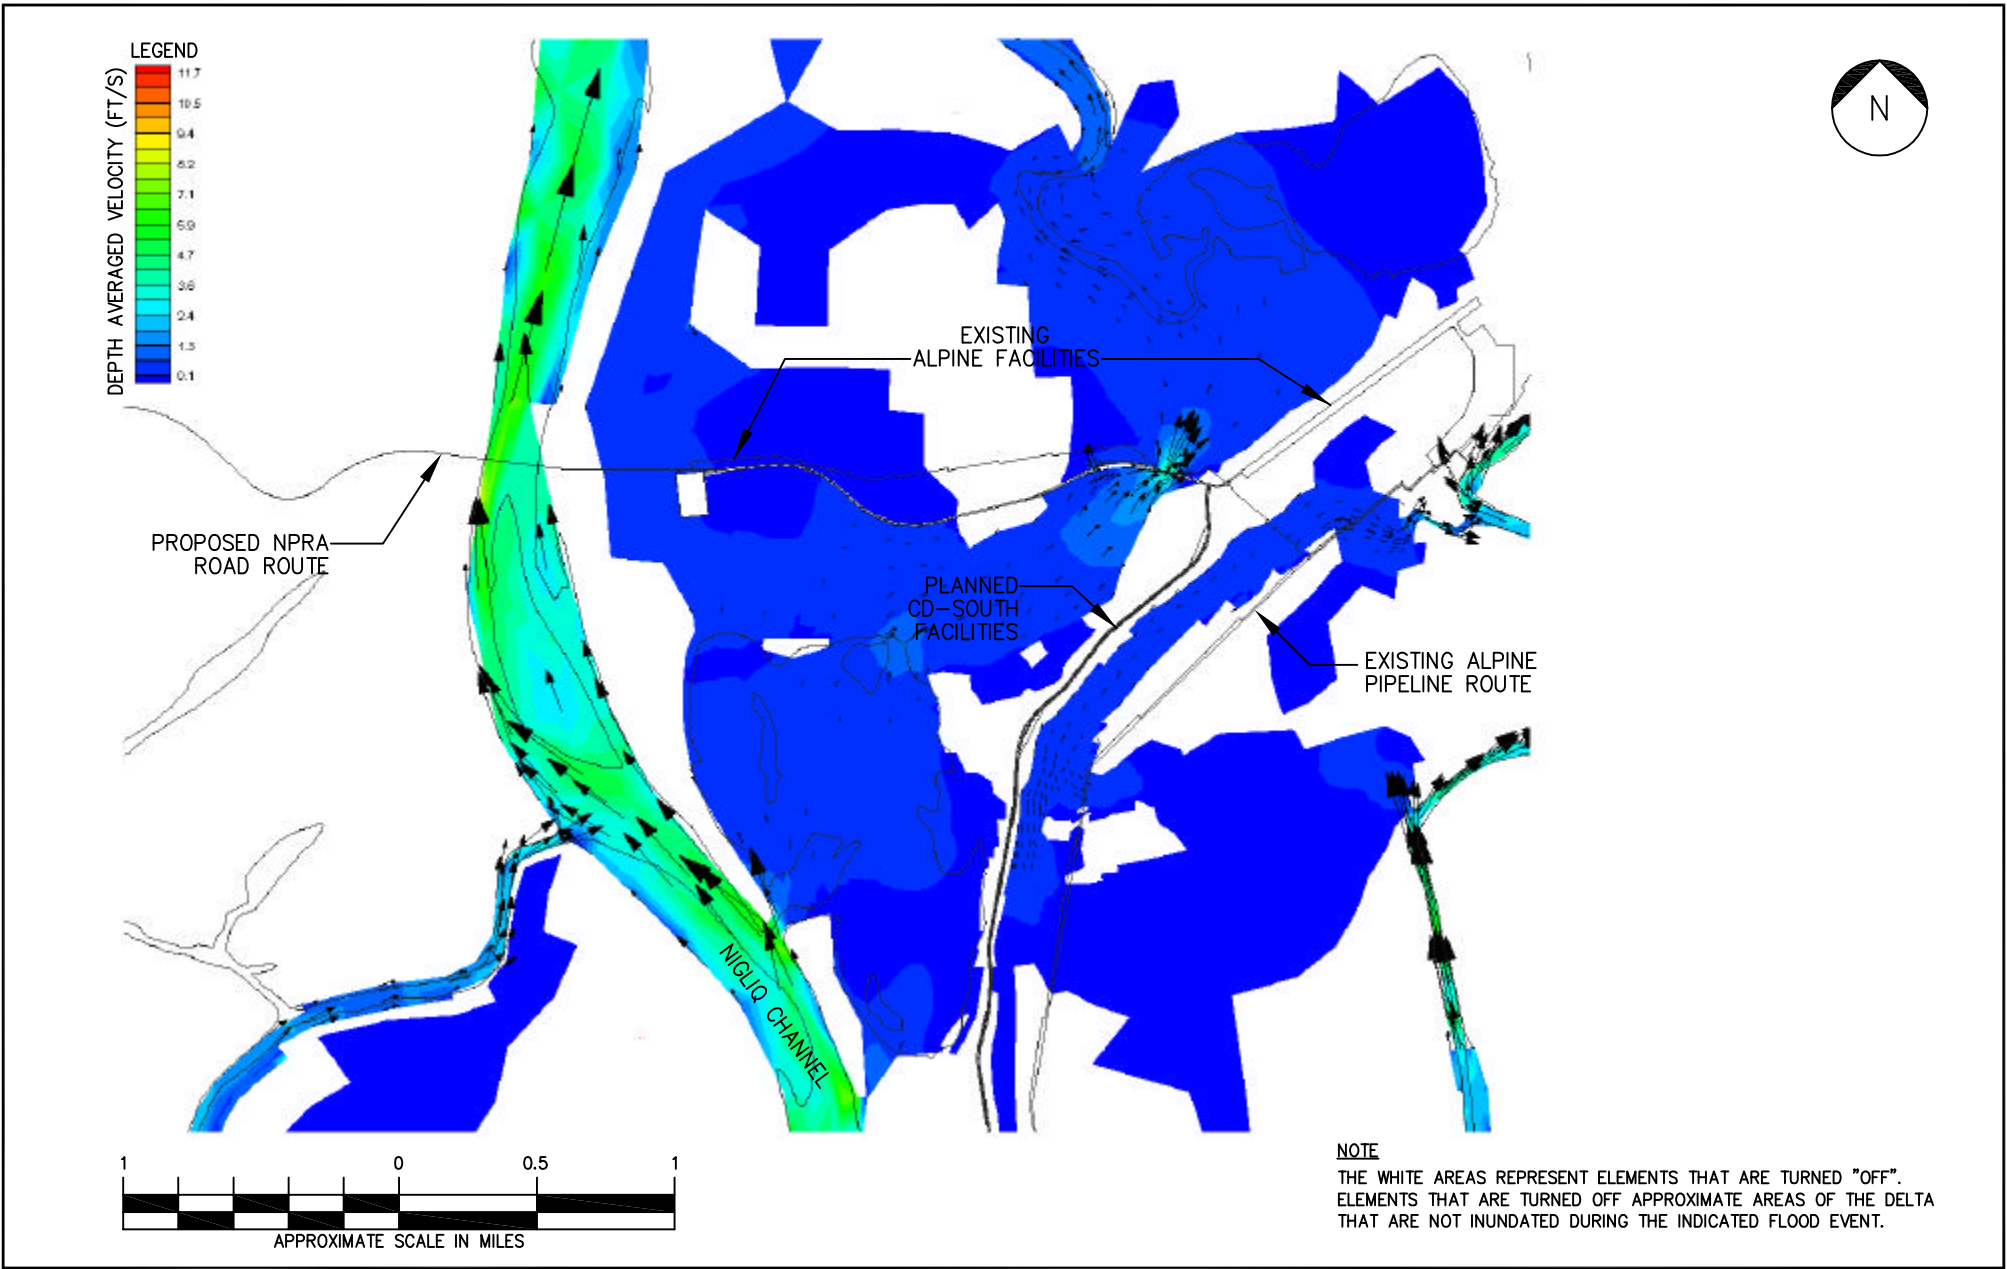 LEGEND
DEPTH AVERAGED VELOCITY (FT/S)
11.7
10.5
9.4
8.2
7.1
5.9
4.7
3.6
2.4
1.3
0.1
N
EXISTING
ALPINE FACILITIES
PROPOSED NPRA
ROAD ROUTE
PLANNED
CD-SOUTH
FACILITIES
EXISTING ALPINE
PIPELINE ROUTE
NIGLIQ CHANNEL
1 0 0.5 1
APPROXIMATE SCALE IN MILES
NOTE
THE WHITE AREAS REPRESENT ELEMENTS THAT ARE TURNED "OFF".
ELEMENTS THAT ARE TURNED OFF APPROXIMATE AREAS OF THE DELTA
THAT ARE NOT INUNDATED DURING THE INDICATED FLOOD EVENT.